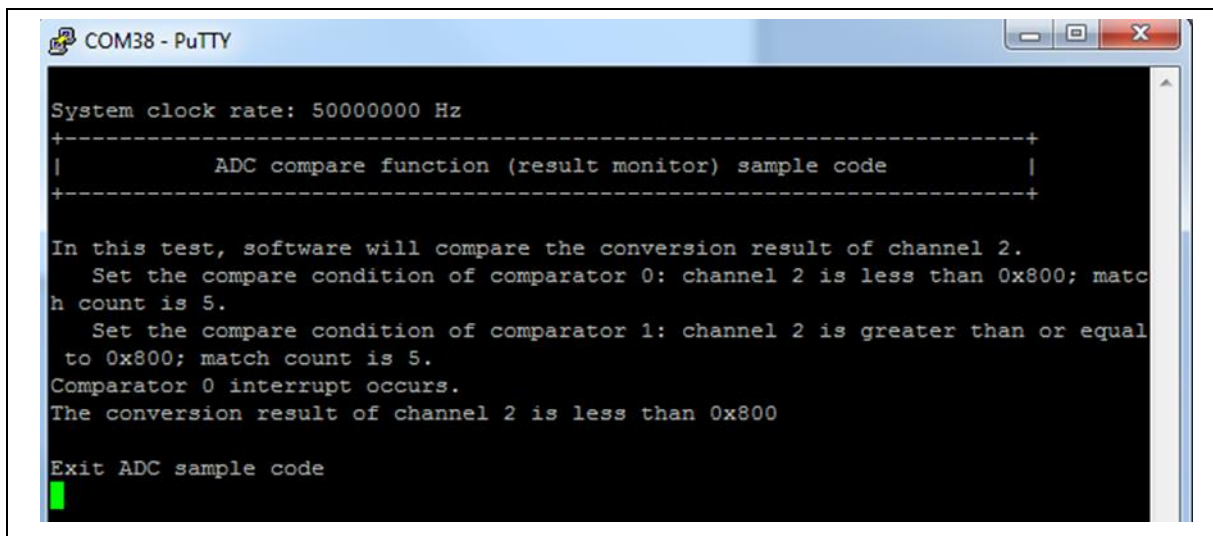 COM38 - PuTTY
System clock rate: 50000000 Hz
+----------------------------------------------------------------------+
|           ADC compare function (result monitor) sample code          |
+----------------------------------------------------------------------+
In this test, software will compare the conversion result of channel 2.
   Set the compare condition of comparator 0: channel 2 is less than 0x800; matc
h count is 5.
   Set the compare condition of comparator 1: channel 2 is greater than or equal
 to 0x800; match count is 5.
Comparator 0 interrupt occurs.
The conversion result of channel 2 is less than 0x800
Exit ADC sample code